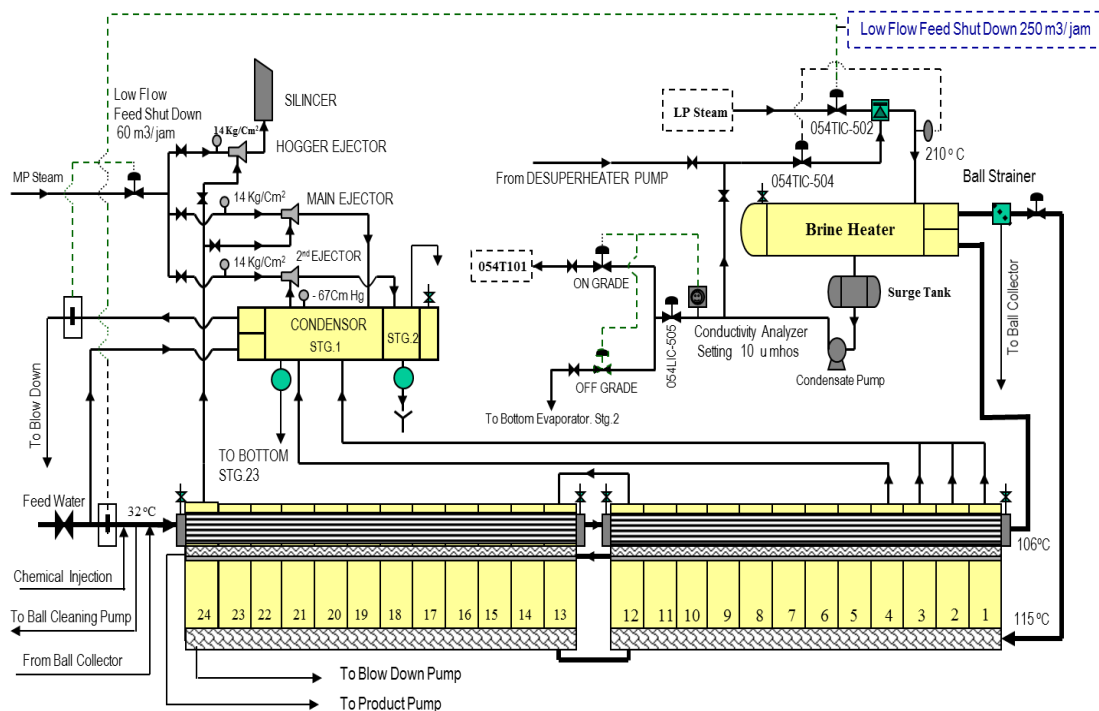 Low Flow Feed Shut Down 250 m3/ jam
Low Flow
Feed Shut Down
60 m3/ jam
SILINCER
14 Kg/Cm²
HOGGER EJECTOR
MP Steam
14 Kg/Cm2
MAIN EJECTOR
14 Kg/Cm2
2nd EJECTOR
- 67Cm Hg
CONDENSOR
STG.1
STG.2
To Blow Down
TO BOTTOM
STG.23
LP Steam
054TIC-502
210º C
From DESUPERHEATER PUMP
054TIC-504
Ball Strainer
Brine Heater
054T101
ON GRADE
Surge Tank
To Ball Collector
054LIC-505
Conductivity Analyzer
Setting 10 u mhos
Condensate Pump
OFF GRADE
To Bottom Evaporator. Stg.2
Feed Water
32ºC
106ºC
115 ºC
Chemical Injection
To Ball Cleaning Pump
From Ball Collector
24 23 22 21 20 19 18 17 16 15 14 13 12 11 10 9 8 7 6 5 4 3 2 1
To Blow Down Pump
To Product Pump